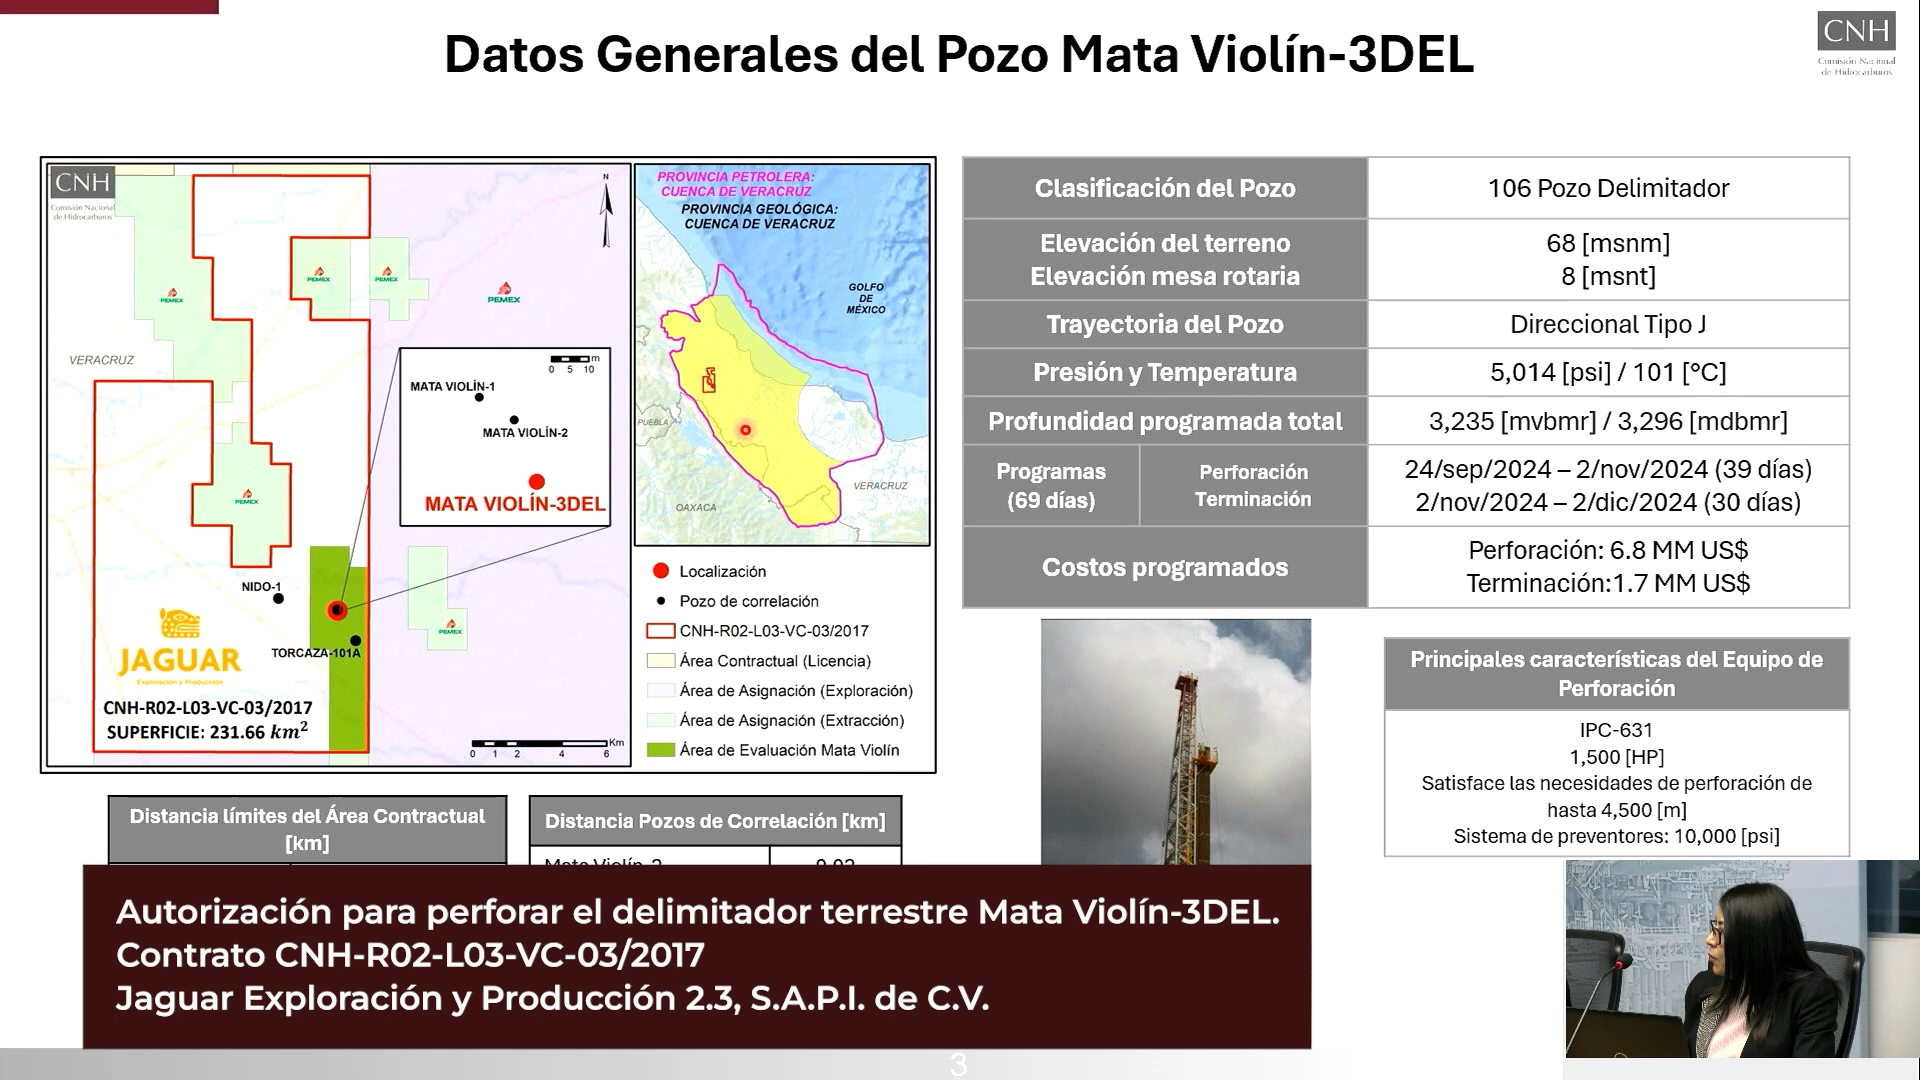 Datos Generales del Pozo Mata Violín-3DEL
CNH
Comisión Nacional
de Hidrocarburos
CNH
Comisión Nacional
de Hidrocarburos
N
PEMEX
PEMEX
PEMEX
PEMEX
VERACRUZ
m
0 5 10
MATA VIOLÍN-1
MATA VIOLÍN-2
MATA VIOLÍN-3DEL
PEMEX
NIDO-1
TORCAZA-101A
PEMEX
JAGUAR
Exploración y Producción
CNH-R02-L03-VC-03/2017
SUPERFICIE: 231.66 km²
Km
0 1 2 4 6
PROVINCIA PETROLERA:
CUENCA DE VERACRUZ
PROVINCIA GEOLÓGICA:
CUENCA DE VERACRUZ
GOLFO
DE
MÉXICO
PUEBLA
VERACRUZ
OAXACA
Localización
Pozo de correlación
CNH-R02-L03-VC-03/2017
Área Contractual (Licencia)
Área de Asignación (Exploración)
Área de Asignación (Extracción)
Área de Evaluación Mata Violín
Clasificación del Pozo 106 Pozo Delimitador
Elevación del terreno 68 [msnm]
Elevación mesa rotaria 8 [msnt]
Trayectoria del Pozo Direccional Tipo J
Presión y Temperatura 5,014 [psi] / 101 [°C]
Profundidad programada total 3,235 [mvbmr] / 3,296 [mdbmr]
Programas Perforación 24/sep/2024 – 2/nov/2024 (39 días)
(69 días) Terminación 2/nov/2024 – 2/dic/2024 (30 días)
Costos programados
Perforación: 6.8 MM US$
Terminación:1.7 MM US$
Principales características del Equipo de
Perforación
IPC-631
1,500 [HP]
Satisface las necesidades de perforación de
hasta 4,500 [m]
Sistema de preventores: 10,000 [psi]
Distancia límites del Área Contractual
[km]
Distancia Pozos de Correlación [km]
Autorización para perforar el delimitador terrestre Mata Violín-3DEL.
Contrato CNH-R02-L03-VC-03/2017
Jaguar Exploración y Producción 2.3, S.A.P.I. de C.V.
3